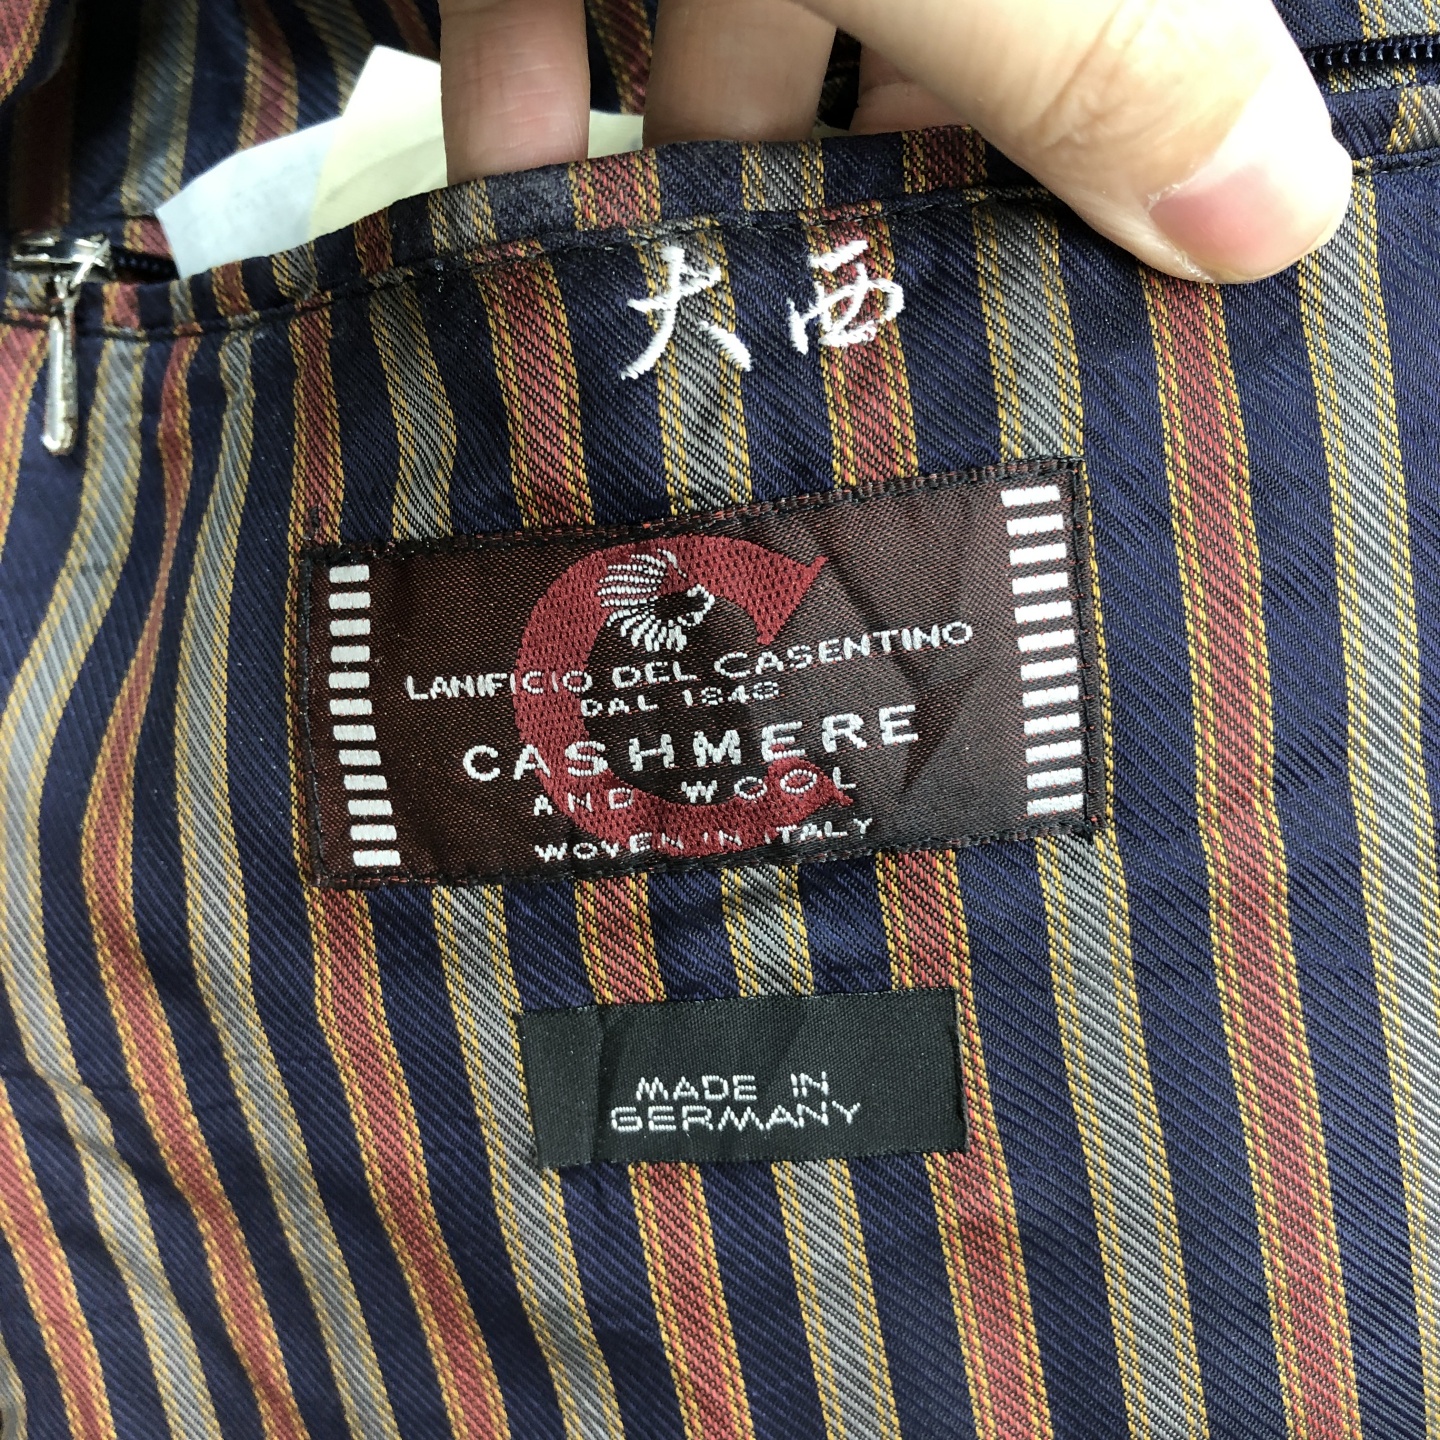 大西
LANIFICIO DEL CASENTINO
DAL 1848
CASHMERE
AND WOOL
WOVEN IN ITALY
MADE IN
GERMANY